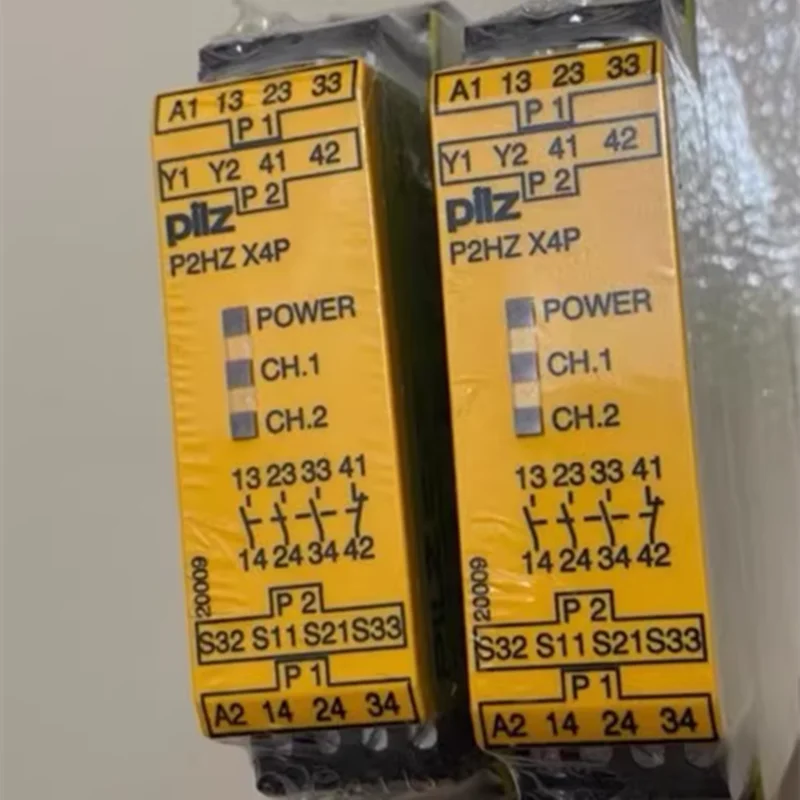 A1 13 23 33
P 1
Y1 Y2 41 42
P 2
pilz
P2HZ X4P
POWER
CH.1
CH.2
13 23 33 41
14 24 34 42
20009
P 2
S32 S11 S21 S33
P 1
A2 14 24 34
A1 13 23 33
P 1
Y1 Y2 41 42
P 2
pilz
P2HZ X4P
POWER
CH.1
CH.2
13 23 33 41
14 24 34 42
20009
P 2
S32 S11 S21 S33
P 1
A2 14 24 34